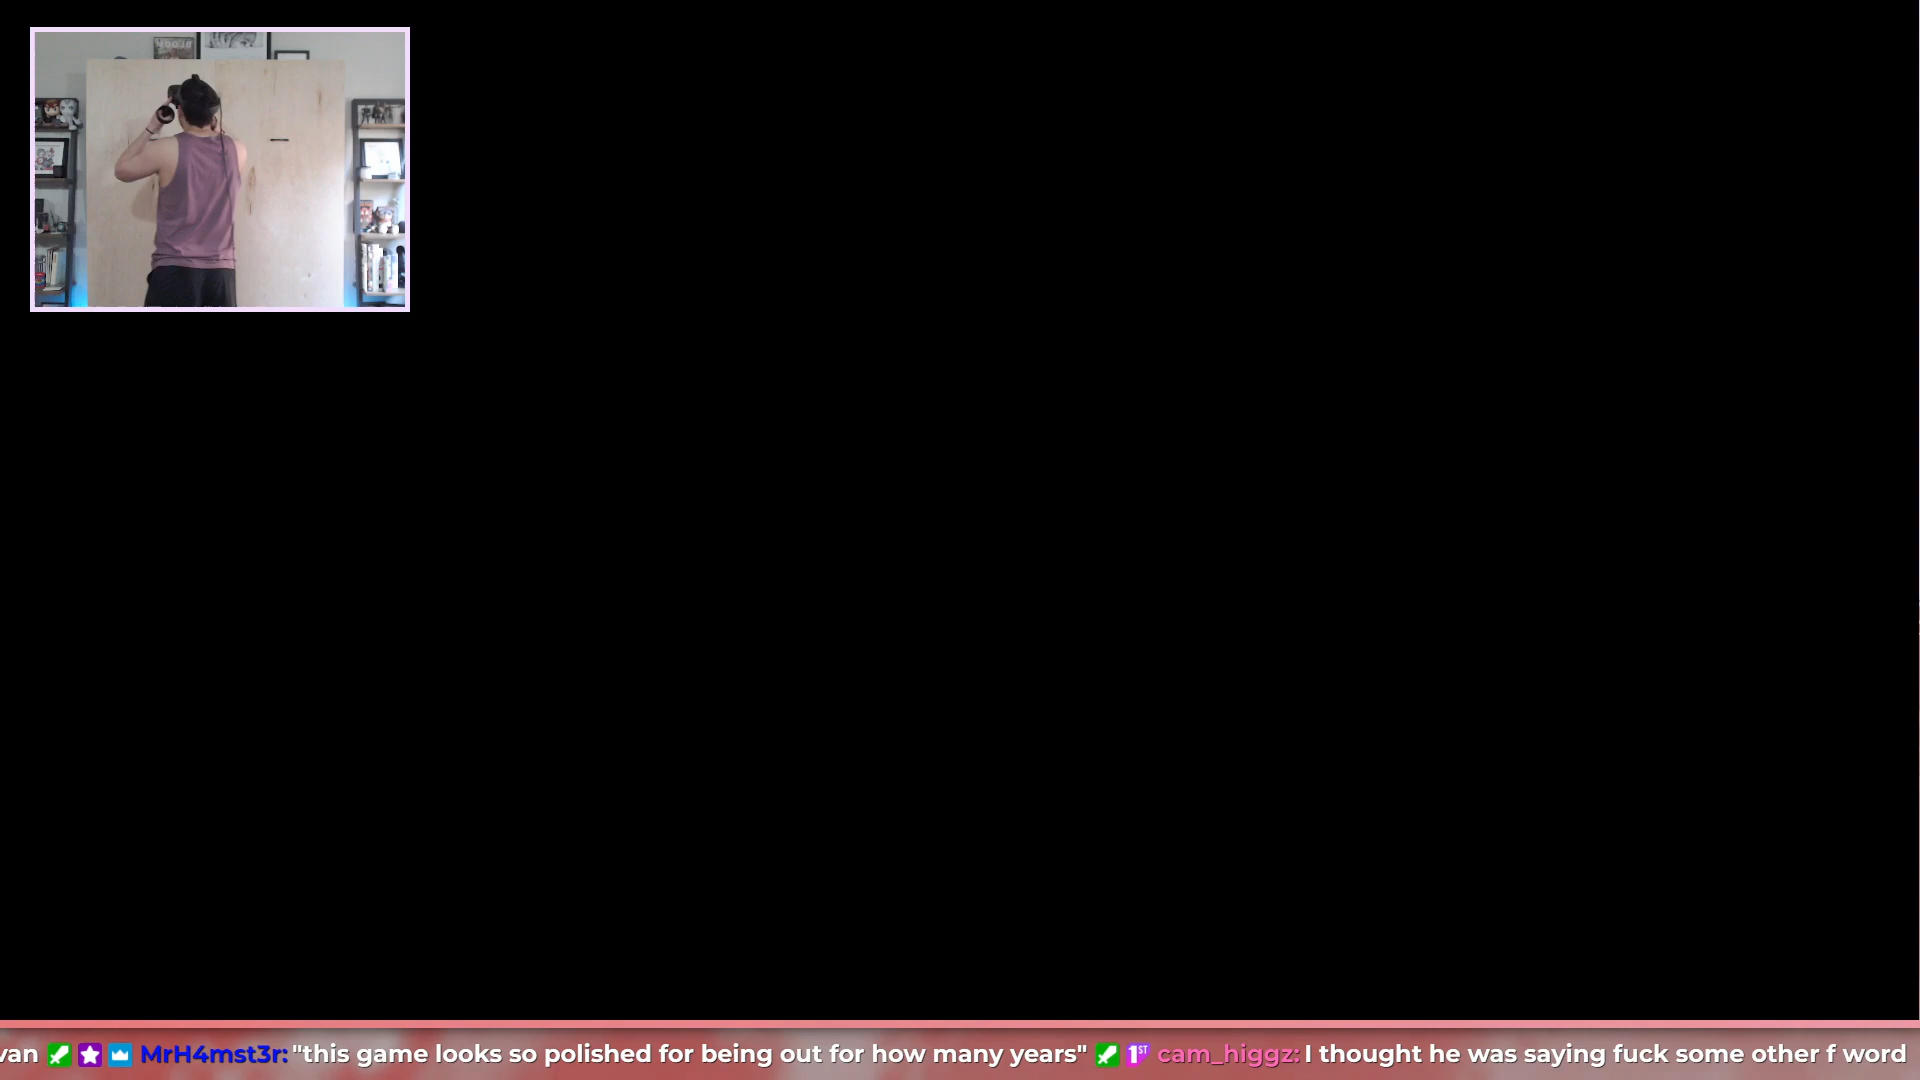 van MrH4mst3r: "this game looks so polished for being out for how many years" 1ST cam_higgz: I thought he was saying fuck some other f word